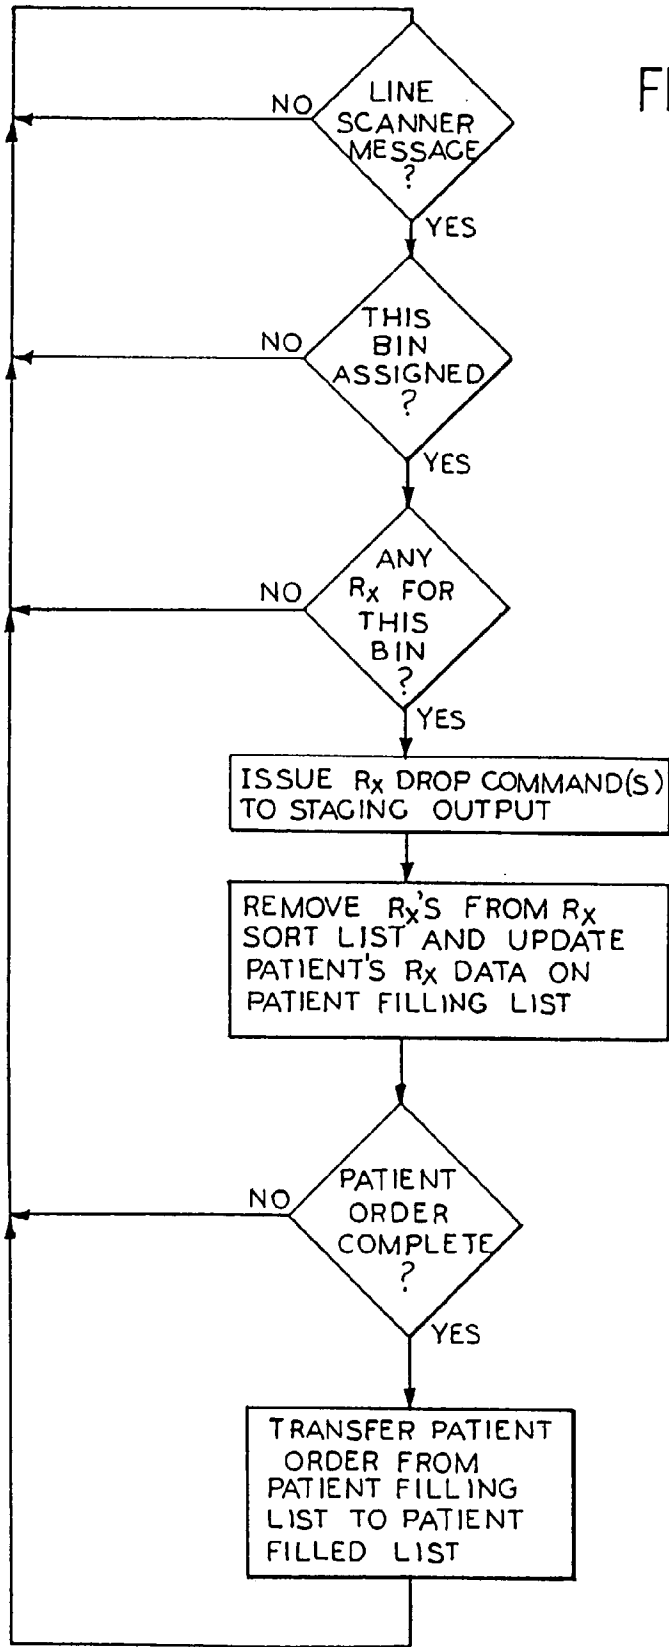 FI
LINE
SCANNER
MESSAGE
?
NO
YES
THIS
BIN
ASSIGNED
?
NO
YES
ANY
Rx FOR
THIS
BIN
?
NO
YES
ISSUE Rx DROP COMMAND(S)
TO STAGING OUTPUT
REMOVE Rx'S FROM Rx
SORT LIST AND UPDATE
PATIENT'S Rx DATA ON
PATIENT FILLING LIST
PATIENT
ORDER
COMPLETE
?
NO
YES
TRANSFER PATIENT
ORDER FROM
PATIENT FILLING
LIST TO PATIENT
FILLED LIST